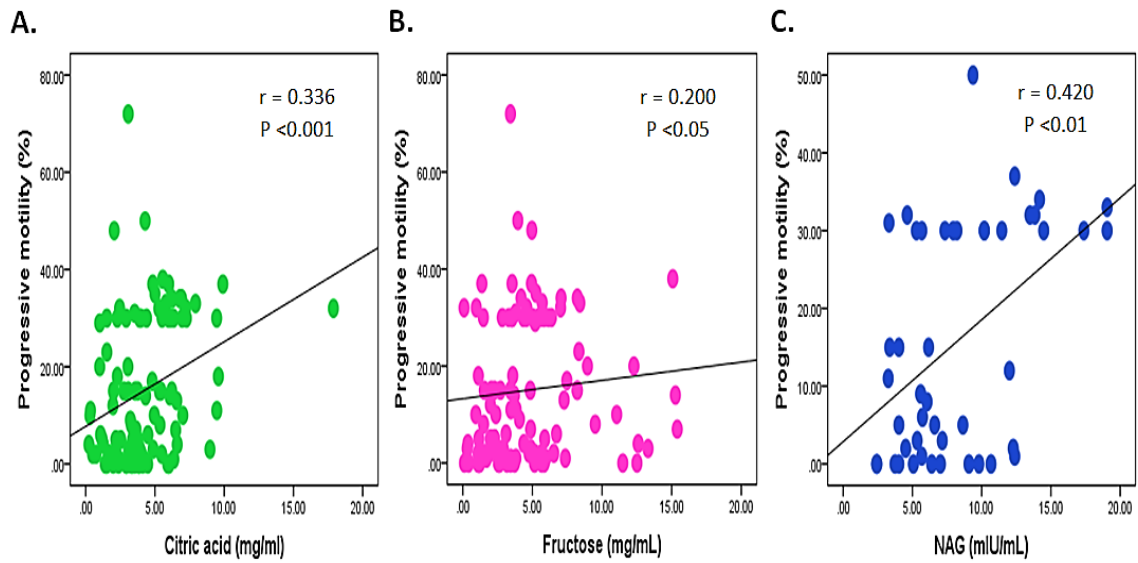 A.
Progressive motility (%)
80.00
60.00
40.00
20.00
.00
r = 0.336
P <0.001
.00 5.00 10.00 15.00 20.00
Citric acid (mg/ml)
B.
Progressive motility (%)
80.00
60.00
40.00
20.00
.00
r = 0.200
P <0.05
.00 5.00 10.00 15.00 20.00
Fructose (mg/mL)
C.
Progressive motility (%)
50.00
40.00
30.00
20.00
10.00
.00
r = 0.420
P <0.01
.00 5.00 10.00 15.00 20.00
NAG (mIU/mL)